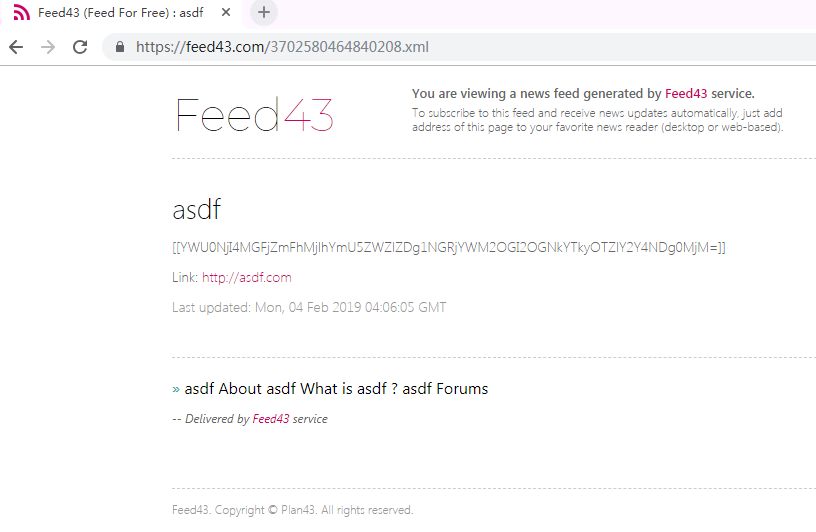 Feed43 (Feed For Free) : asdf
https://feed43.com/3702580464840208.xml
Feed43
You are viewing a news feed generated by Feed43 service.
To subscribe to this feed and receive news updates automatically, just add
address of this page to your favorite news reader (desktop or web-based).
asdf
[[YWU0NjI4MGFjZmFhMjlhYmU5ZWZlZDg1NGRjYWM2OGI2OGNkYTkyOTZlY2Y4NDg0MjM=]]
Link: http://asdf.com
Last updated: Mon, 04 Feb 2019 04:06:05 GMT
» asdf About asdf What is asdf ? asdf Forums
-- Delivered by Feed43 service
Feed43. Copyright © Plan43. All rights reserved.